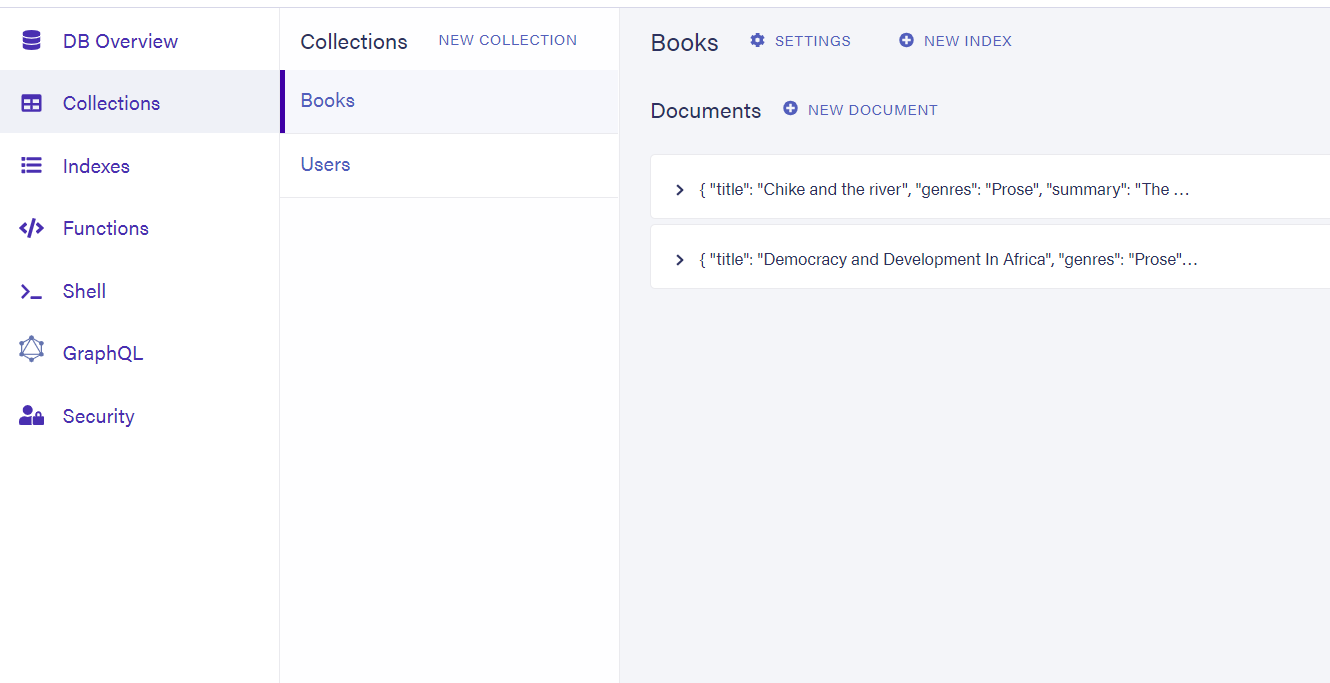 DB Overview
Collections
Indexes
Functions
Shell
GraphQL
Security
Collections NEW COLLECTION
Books
Users
Books SETTINGS NEW INDEX
Documents NEW DOCUMENT
{ "title": "Chike and the river", "genres": "Prose", "summary": "The ...
{ "title": "Democracy and Development In Africa", "genres": "Prose"...